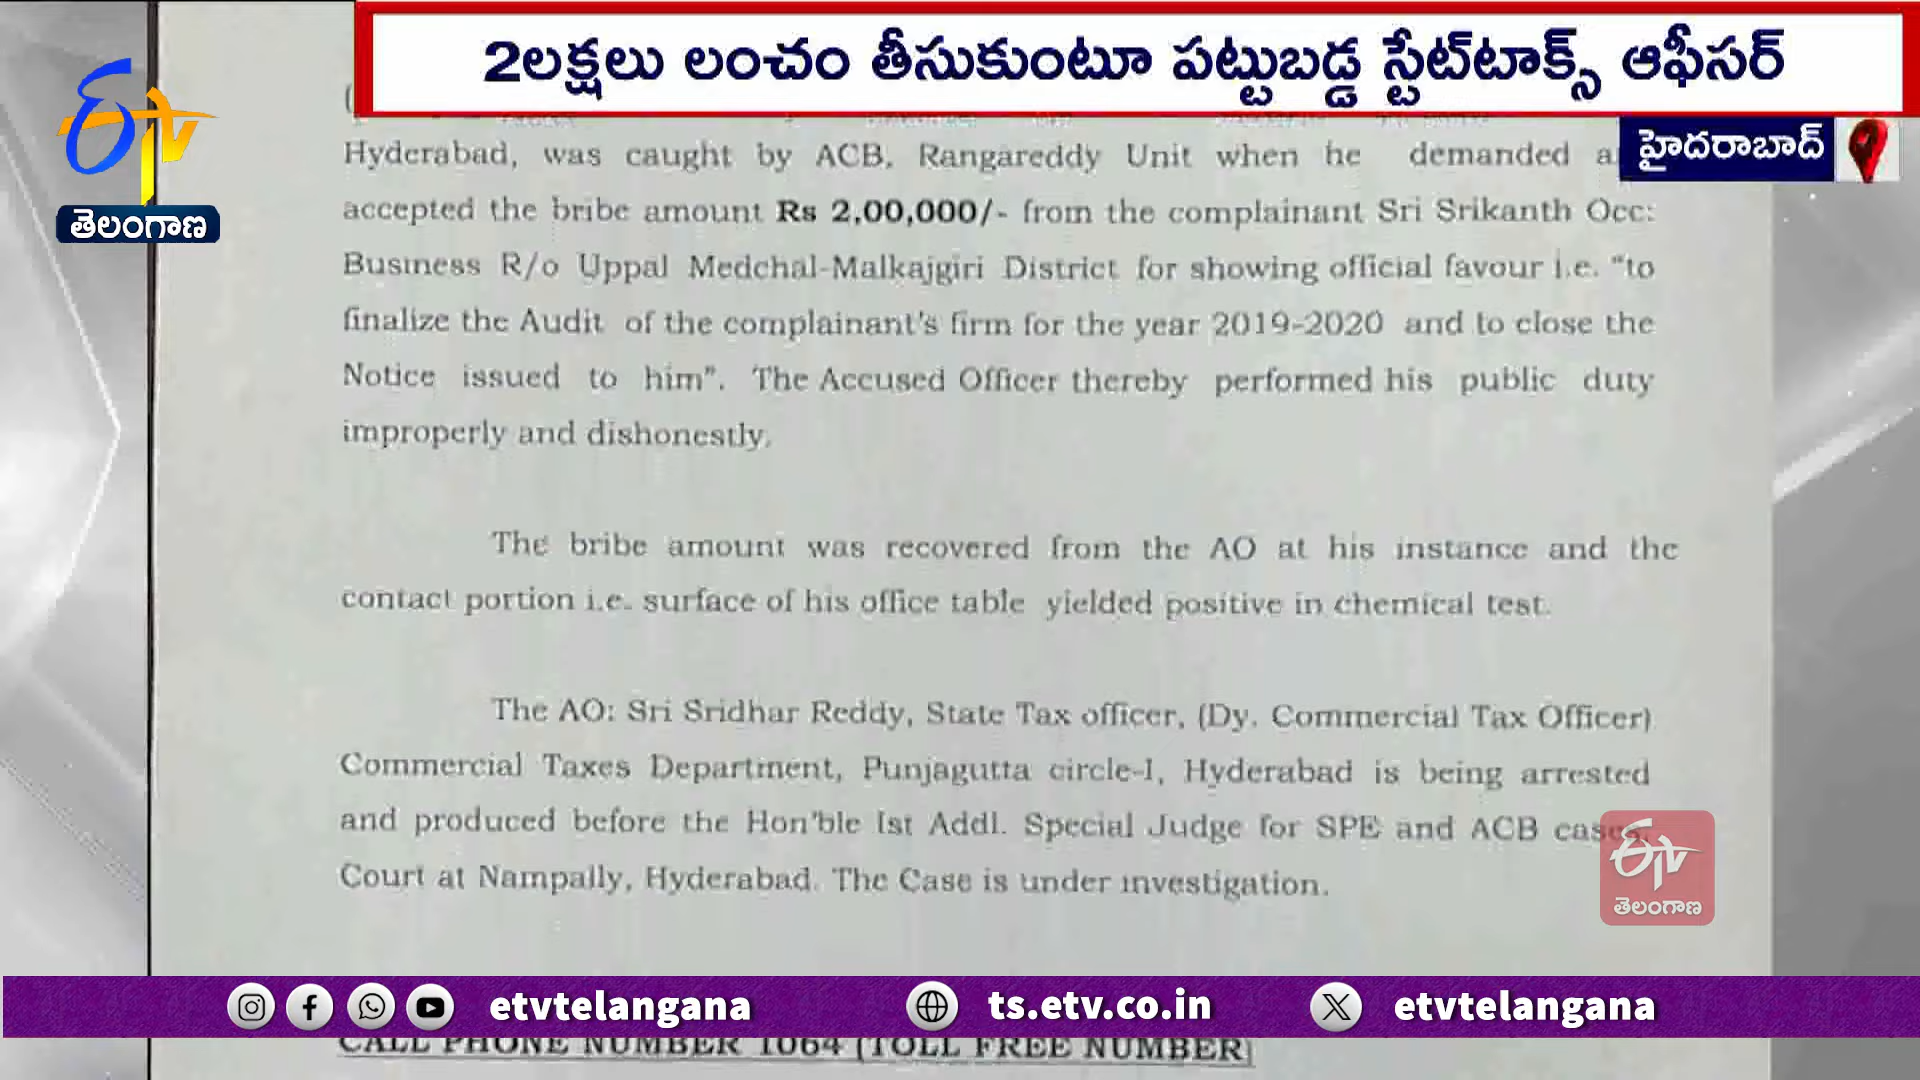 2లక్షలు లంచం తీసుకుంటూ పట్టుబడ్డ స్టేట్‌టాక్స్ ఆఫీసర్
ETV
తెలంగాణ
హైదరాబాద్
Hyderabad, was caught by ACB, Rangareddy Unit when he demanded
accepted the bribe amount Rs 2,00,000/- from the complainant Sri Srikanth Occ:
Business R/o Uppal Medchal-Malkajgiri District for showing official favour i.e. "to
finalize the Audit of the complainant's firm for the year 2019-2020 and to close the
Notice issued to him". The Accused Officer thereby performed his public duty
improperly and dishonestly.
The bribe amount was recovered from the AO at his instance and the
contact portion i.e. surface of his office table yielded positive in chemical test.
The AO: Sri Sridhar Reddy, State Tax officer, (Dy. Commercial Tax Officer)
Commercial Taxes Department, Punjagutta circle-I, Hyderabad is being arrested
and produced before the Hon'ble Ist Addl. Special Judge for SPE and ACB cases,
Court at Nampally, Hyderabad. The Case is under investigation.
ETV
తెలంగాణ
etvtelangana
ts.etv.co.in
etvtelangana
CALL PHONE NUMBER 1064 (TOLL FREE NUMBER)